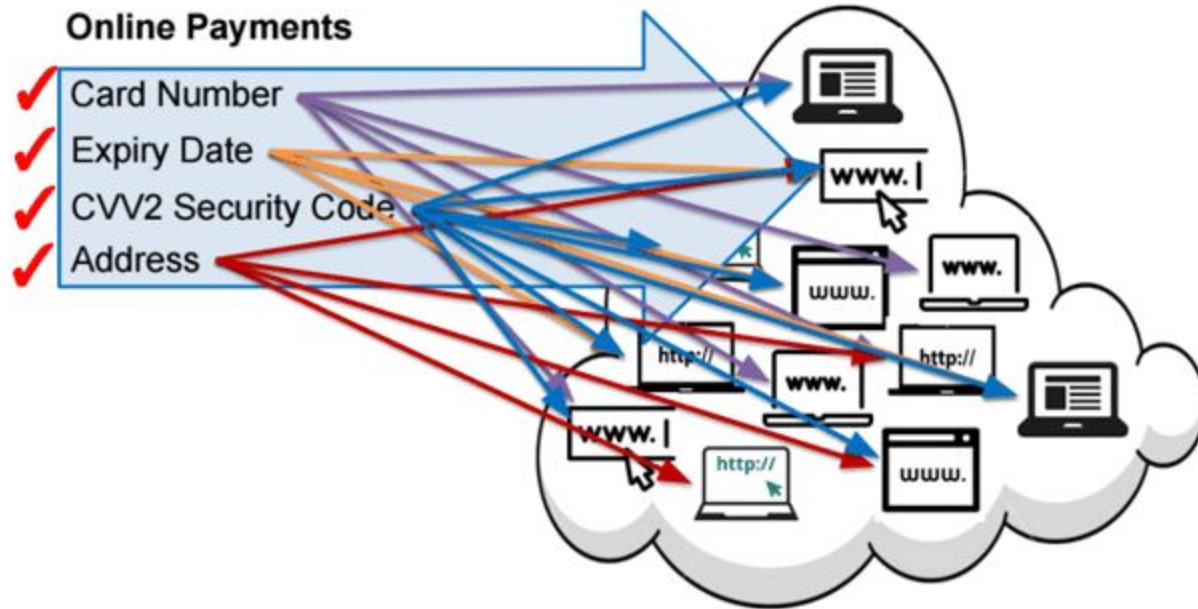 Online Payments
Card Number
Expiry Date
CVV2 Security Code
Address
www.
www.
www.
http://
http://
www.
www.
http://
www.